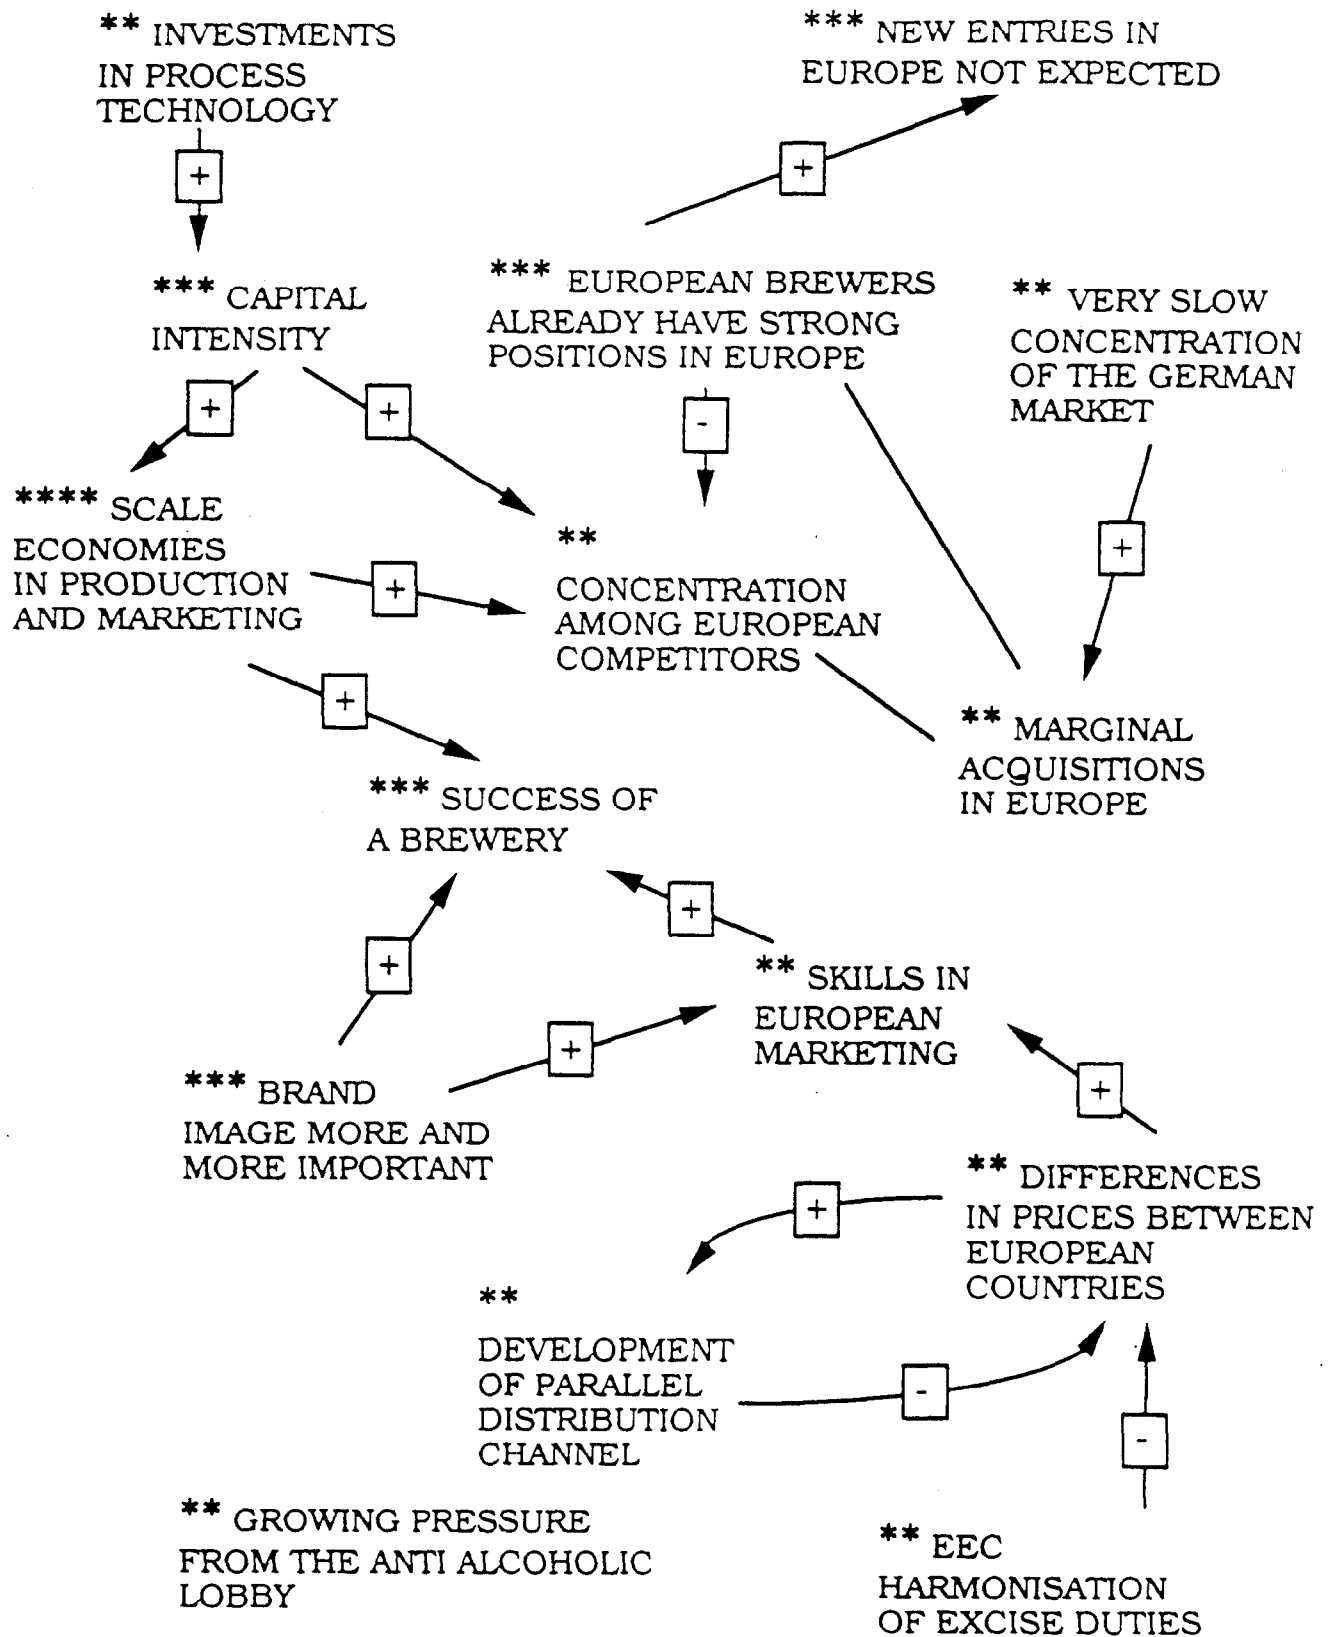 ** INVESTMENTS
IN PROCESS
TECHNOLOGY
*** NEW ENTRIES IN
EUROPE NOT EXPECTED
+
+
*** CAPITAL
INTENSITY
*** EUROPEAN BREWERS
ALREADY HAVE STRONG
POSITIONS IN EUROPE
** VERY SLOW
CONCENTRATION
OF THE GERMAN
MARKET
+
+
-
+
**** SCALE
ECONOMIES
IN PRODUCTION
AND MARKETING
+
**
CONCENTRATION
AMONG EUROPEAN
COMPETITORS
+
** MARGINAL
ACQUISITIONS
IN EUROPE
*** SUCCESS OF
A BREWERY
+
+
** SKILLS IN
EUROPEAN
MARKETING
+
*** BRAND
IMAGE MORE AND
MORE IMPORTANT
+
** DIFFERENCES
IN PRICES BETWEEN
EUROPEAN
COUNTRIES
+
**
DEVELOPMENT
OF PARALLEL
DISTRIBUTION
CHANNEL
-
-
** GROWING PRESSURE
FROM THE ANTI ALCOHOLIC
LOBBY
** EEC
HARMONISATION
OF EXCISE DUTIES